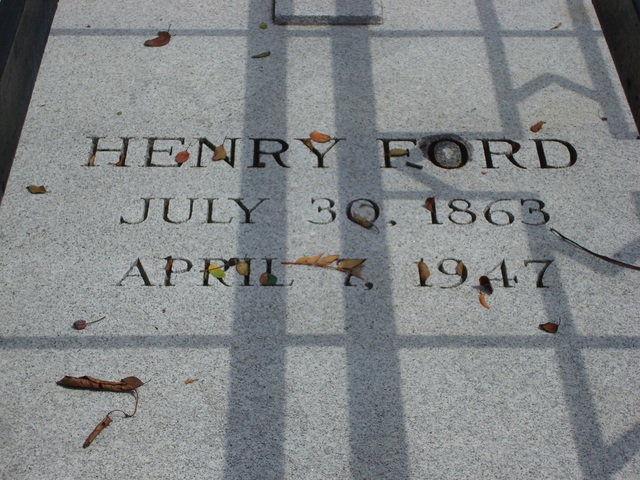 HENRY FORD
JULY 30, 1863
APRIL 7, 1947